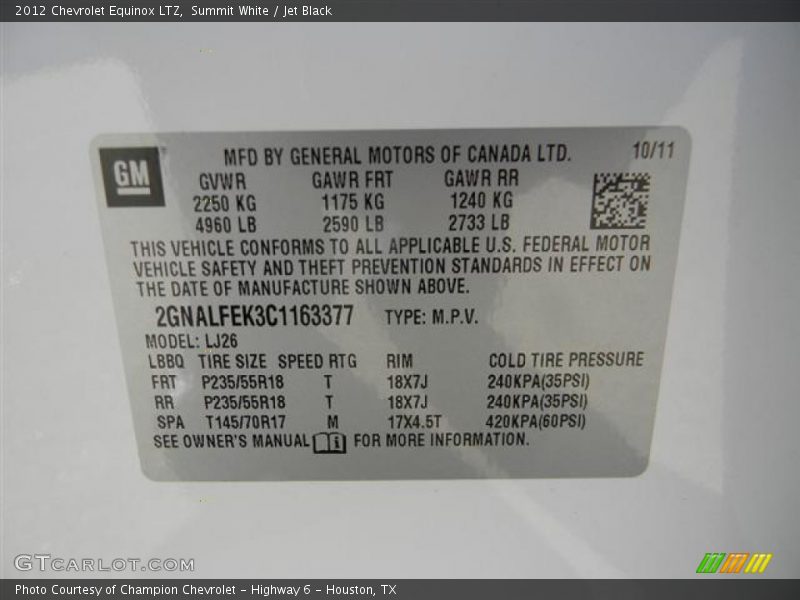 2012 Chevrolet Equinox LTZ, Summit White / Jet Black
GM
MFD BY GENERAL MOTORS OF CANADA LTD. 10/11
GVWR GAWR FRT GAWR RR
2250 KG 1175 KG 1240 KG
4960 LB 2590 LB 2733 LB
THIS VEHICLE CONFORMS TO ALL APPLICABLE U.S. FEDERAL MOTOR
VEHICLE SAFETY AND THEFT PREVENTION STANDARDS IN EFFECT ON
THE DATE OF MANUFACTURE SHOWN ABOVE.
2GNALFEK3C1163377 TYPE: M.P.V.
MODEL: LJ26
LBBQ TIRE SIZE SPEED RTG RIM COLD TIRE PRESSURE
FRT P235/55R18 T 18X7J 240KPA(35PSI)
RR P235/55R18 T 18X7J 240KPA(35PSI)
SPA T145/70R17 M 17X4.5T 420KPA(60PSI)
SEE OWNER'S MANUAL FOR MORE INFORMATION.
GTCARLOT.COM
Photo Courtesy of Champion Chevrolet - Highway 6 - Houston, TX